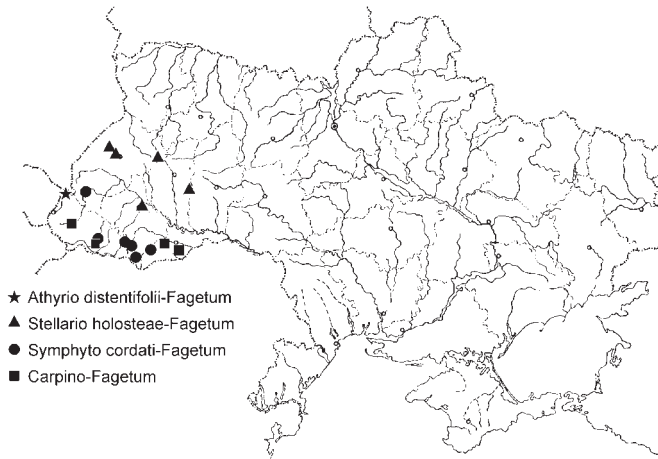 Athyrio distentifolii-Fagetum
Stellario holosteae-Fagetum
Symphyto cordati-Fagetum
Carpino-Fagetum